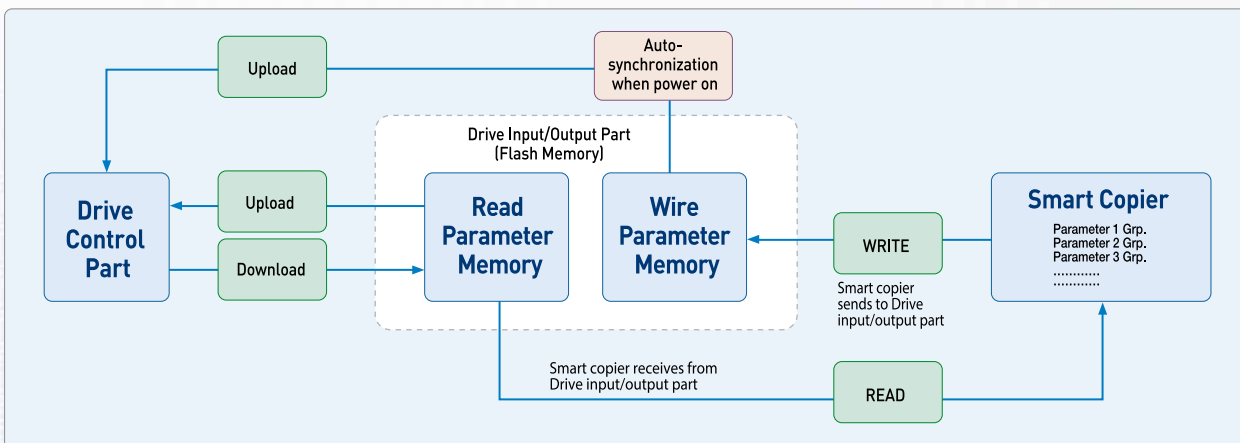 Upload
Auto-
synchronization
when power on
Drive Input/Output Part
(Flash Memory)
Drive
Control
Part
Upload
Download
Read
Parameter
Memory
Wire
Parameter
Memory
WRITE
Smart copier
sends to Drive
input/output part
Smart Copier
Parameter 1 Grp.
Parameter 2 Grp.
Parameter 3 Grp.
............
............
Smart copier receives from
Drive input/output part
READ